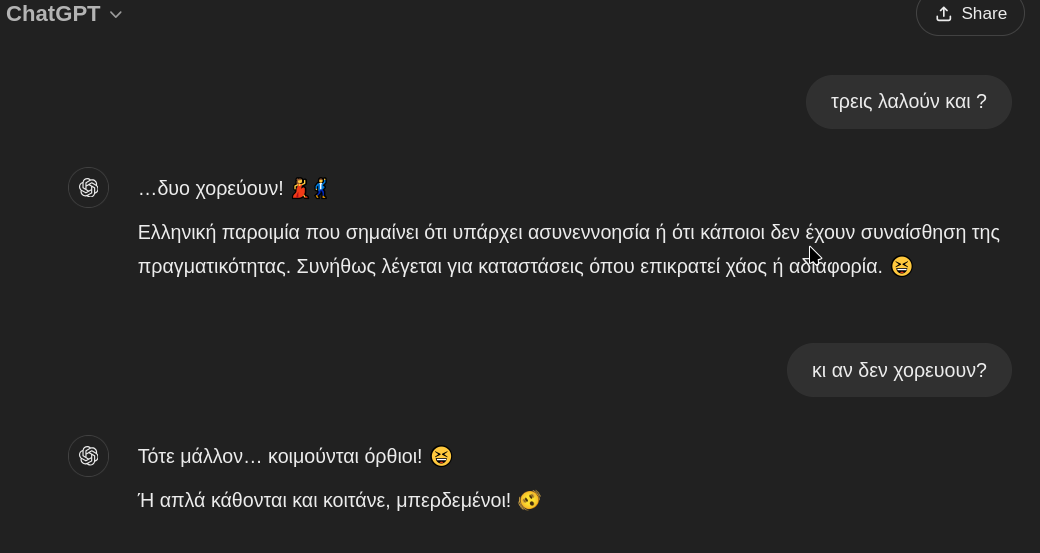 ChatGPT
Share
τρεις λαλούν και ?
…δυο χορεύουν! 💃🕺
Ελληνική παροιμία που σημαίνει ότι υπάρχει ασυνεννοησία ή ότι κάποιοι δεν έχουν συναίσθηση της
πραγματικότητας. Συνήθως λέγεται για καταστάσεις όπου επικρατεί χάος ή αδιαφορία. 😆
κι αν δεν χορευουν?
Τότε μάλλον… κοιμούνται όρθιοι! 😆
Ή απλά κάθονται και κοιτάνε, μπερδεμένοι! 🫨